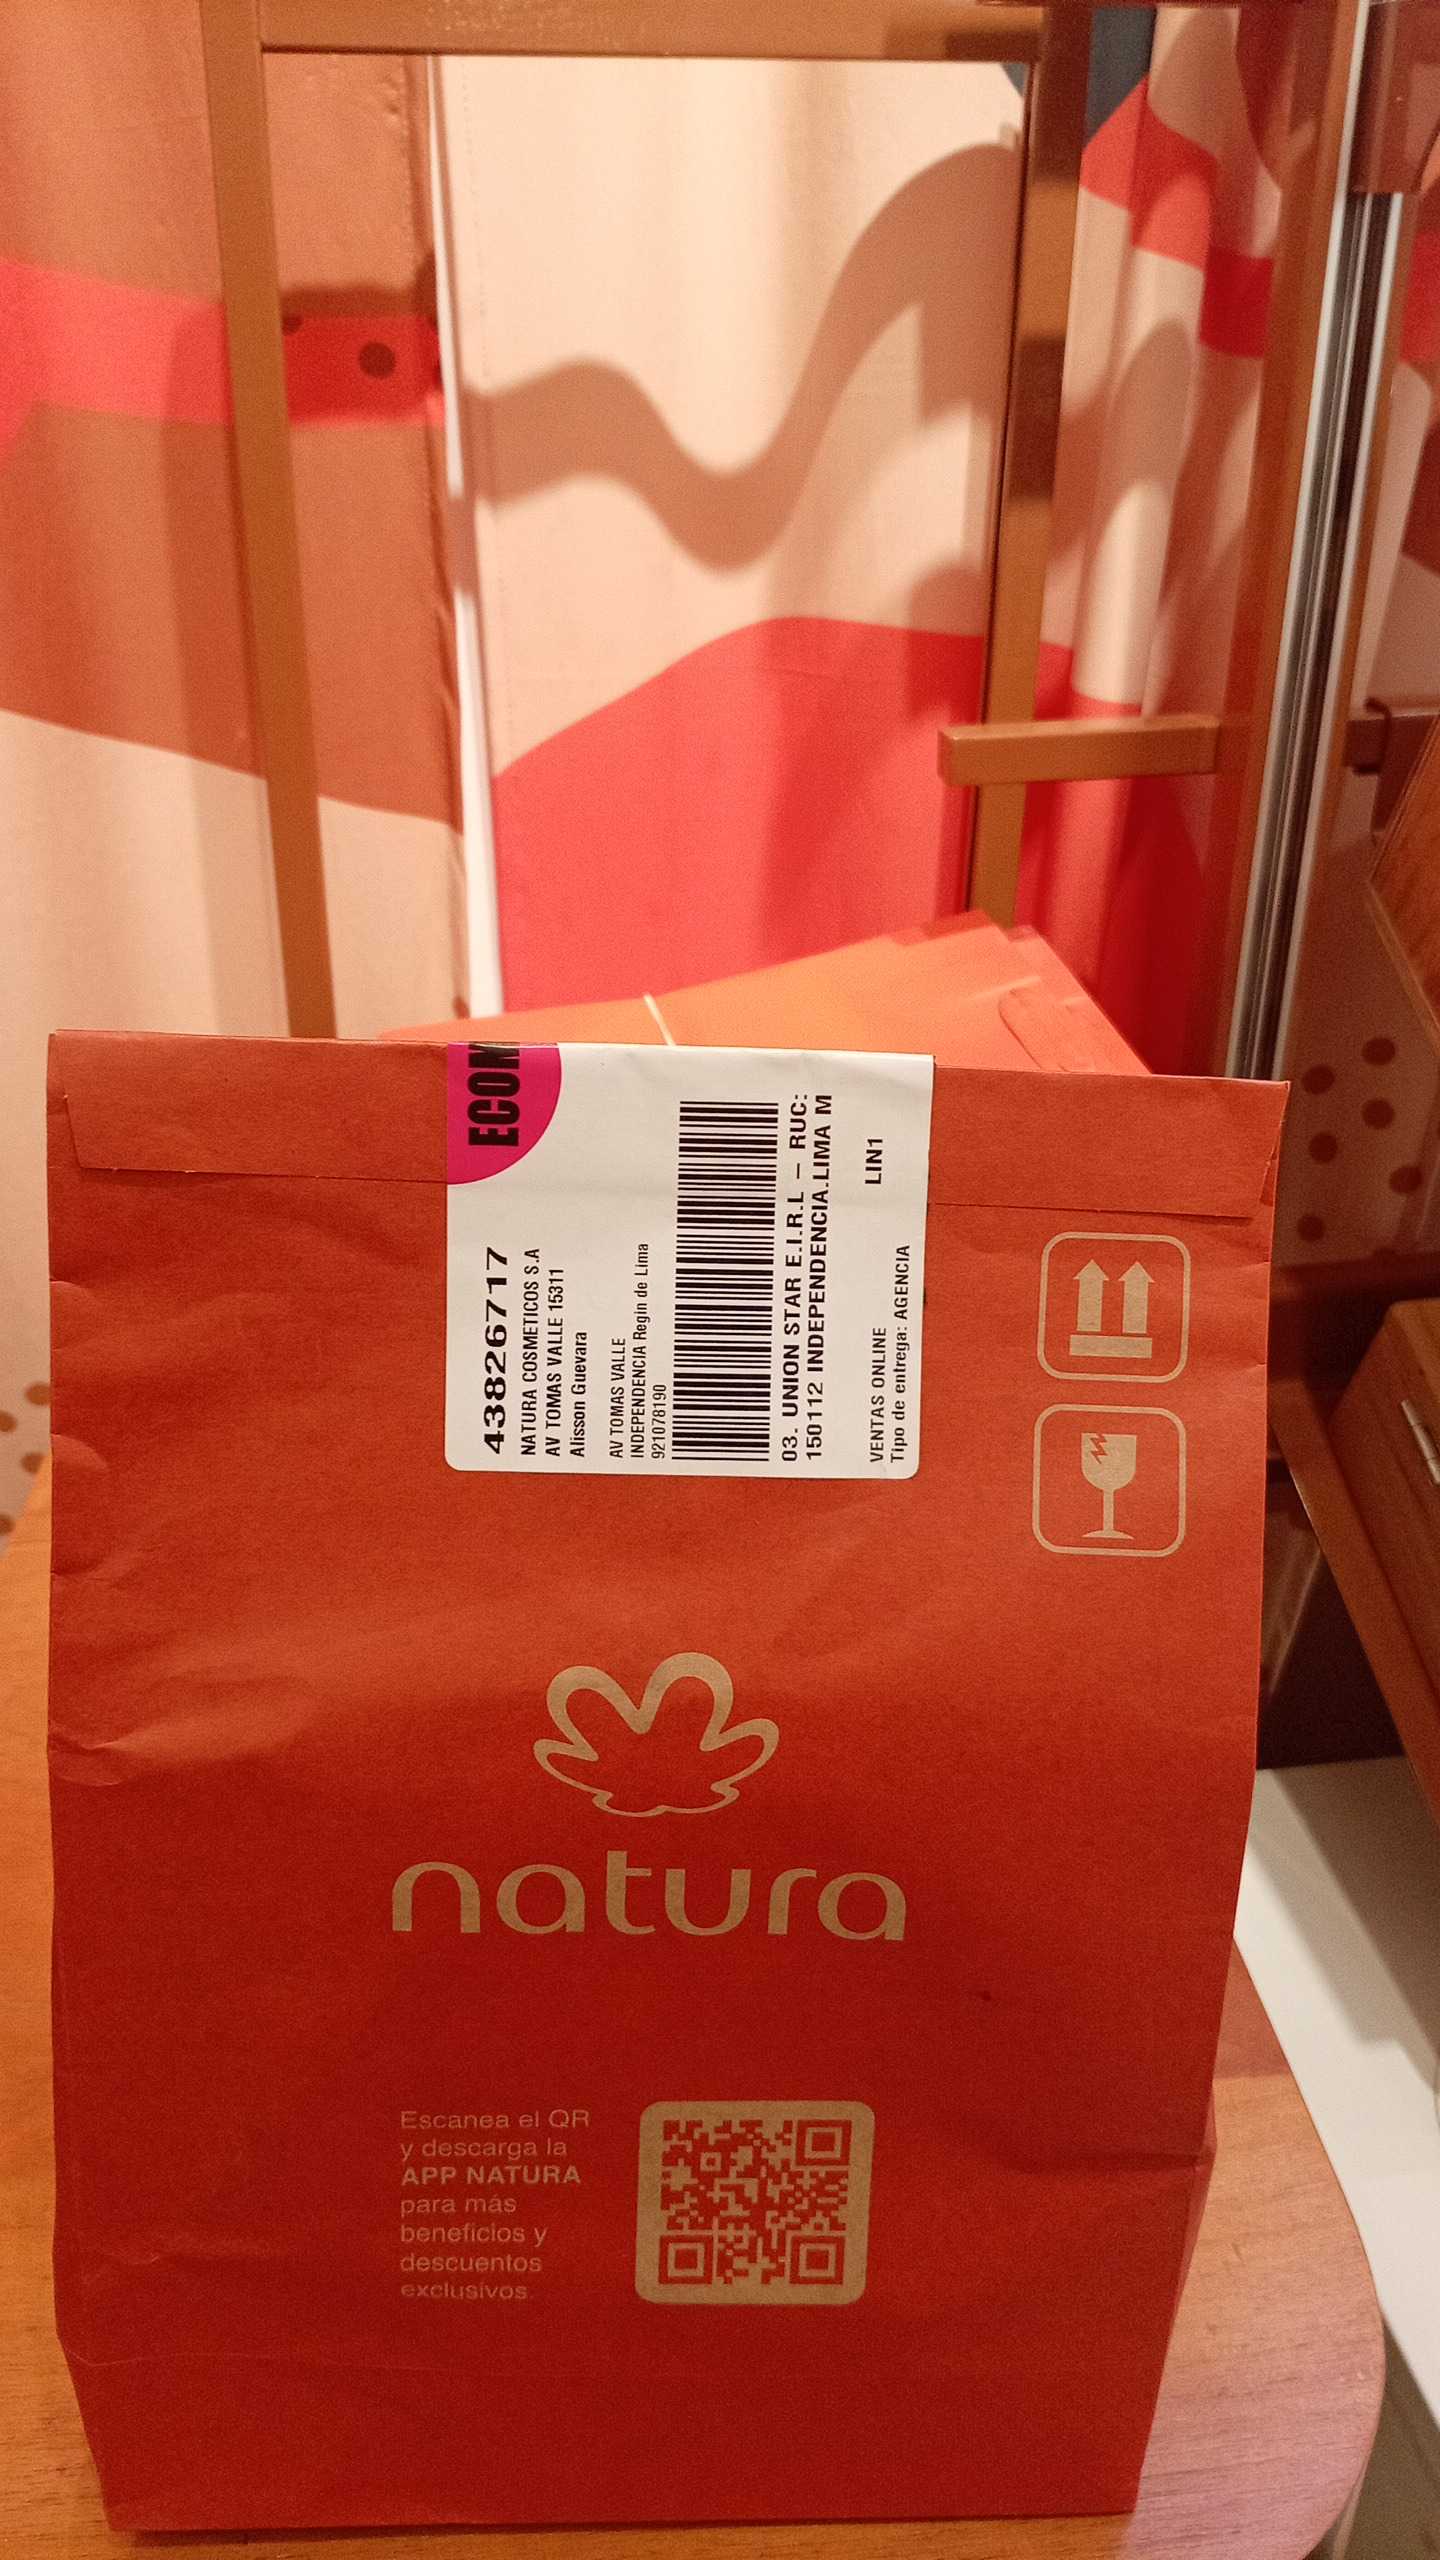 ECOM
43826717
NATURA COSMETICOS S.A
AV TOMAS VALLE 15311
Alisson Guevara
AV TOMAS VALLE
INDEPENDENCIA Regin de Lima
921078190
03. UNION STAR E.I.R.L – RUC:
150112 INDEPENDENCIA.LIMA M
LIN1
VENTAS ONLINE
Tipo de entrega: AGENCIA
natura
Escanea el QR
y descarga la
APP NATURA
para más
beneficios y
descuentos
exclusivos.